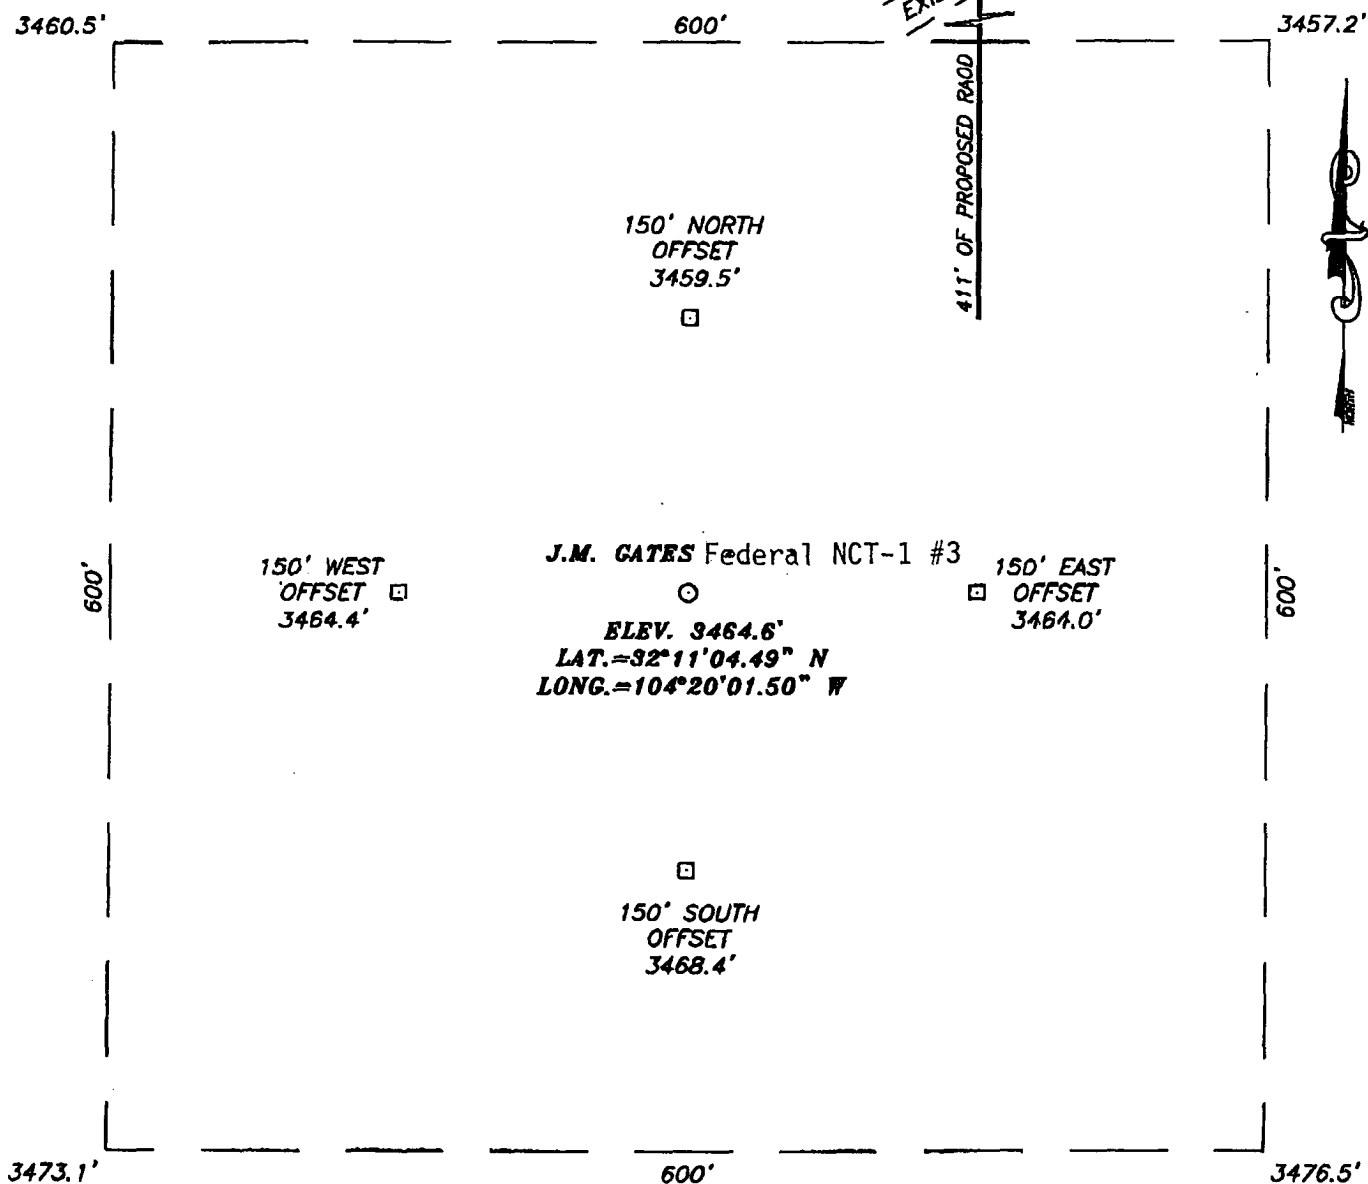 3460.5'
600'
3457.2'
411' OF PROPOSED RAOD
150' NORTH
OFFSET
3459.5'
NORTH
600'
150' WEST
OFFSET
3464.4'
J.M. GATES Federal NCT-1 #3
150' EAST
OFFSET
3464.0'
600'
ELEV. 3464.6'
LAT.=32°11'04.49" N
LONG.=104°20'01.50" W
150' SOUTH
OFFSET
3468.4'
3473.1'
600'
3476.5'